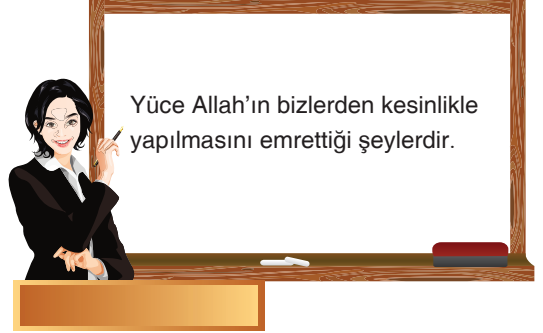 Yüce Allah’ın bizlerden kesinlikle
yapılmasını emrettiği şeylerdir.